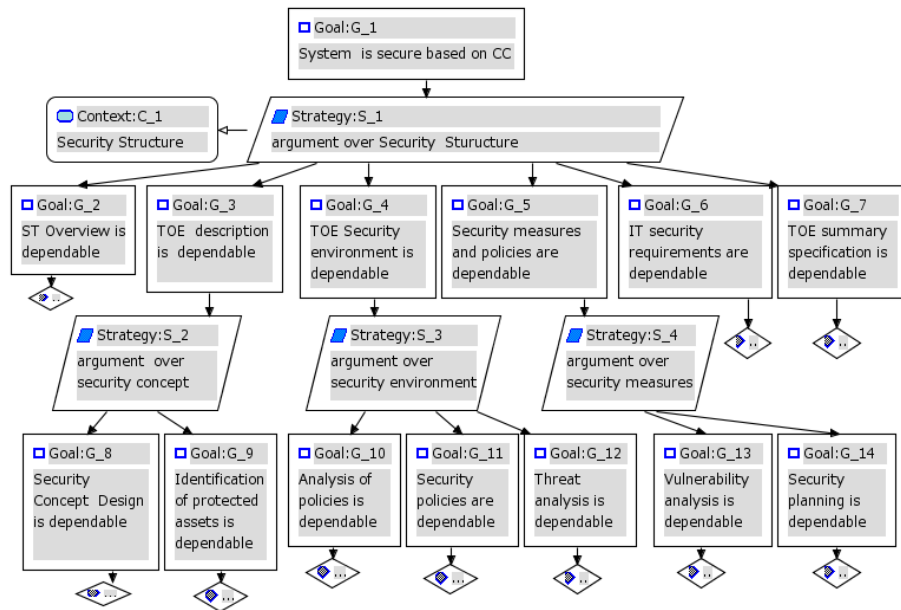 Goal:G_1
System is secure based on CC
Context:C_1
Security Structure
Strategy:S_1
argument over Security Sturucture
Goal:G_2
ST Overview is
dependable
..
Goal:G_3
TOE description
is dependable
Goal:G_4
TOE Security
environment is
dependable
Goal:G_5
Security measures
and policies are
dependable
Goal:G_6
IT security
requirements are
dependable
..
Goal:G_7
TOE summary
specification is
dependable
..
Strategy:S_2
argument over
security concept
Strategy:S_3
argument over
security environment
Strategy:S_4
argument over
security measures
Goal:G_8
Security
Concept Design
is dependable
...
Goal:G_9
Identification
of protected
assets is
dependable
...
Goal:G_10
Analysis of
policies is
dependable
...
Goal:G_11
Security
policies are
dependable
...
Goal:G_12
Threat
analysis is
dependable
..
Goal:G_13
Vulnerability
analysis is
dependable
..
Goal:G_14
Security
planning is
dependable
..